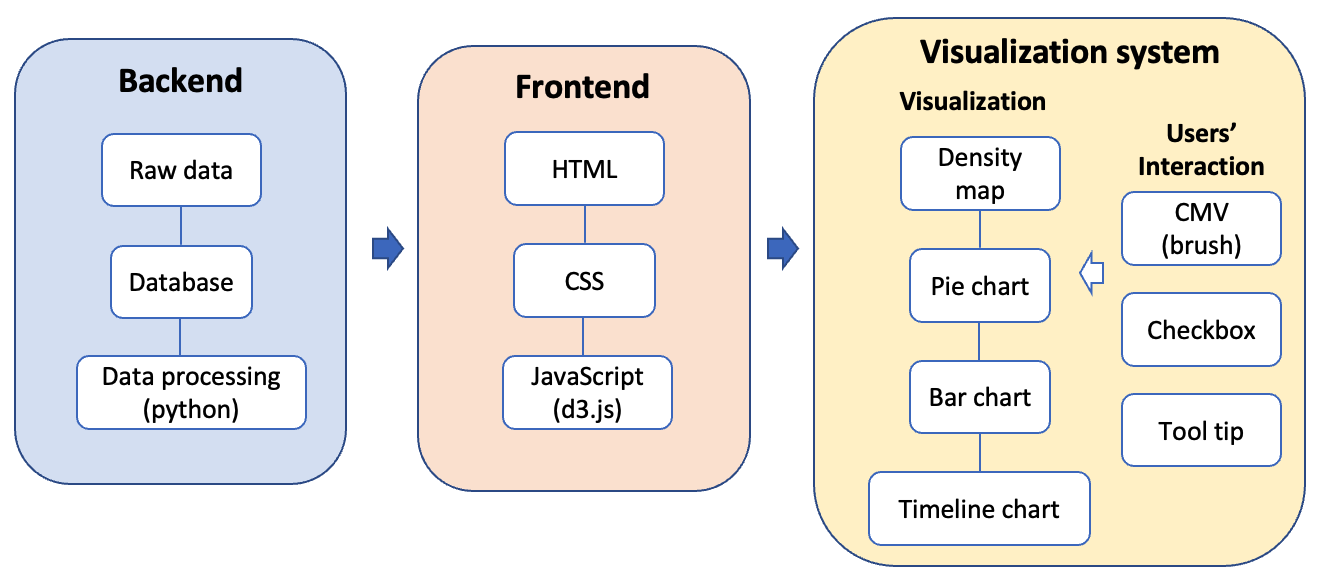 Backend
Raw data
Database
Data processing
(python)
Frontend
HTML
CSS
JavaScript
(d3.js)
Visualization system
Visualization
Density
map
Pie chart
Bar chart
Timeline chart
Users’
Interaction
CMV
(brush)
Checkbox
Tool tip